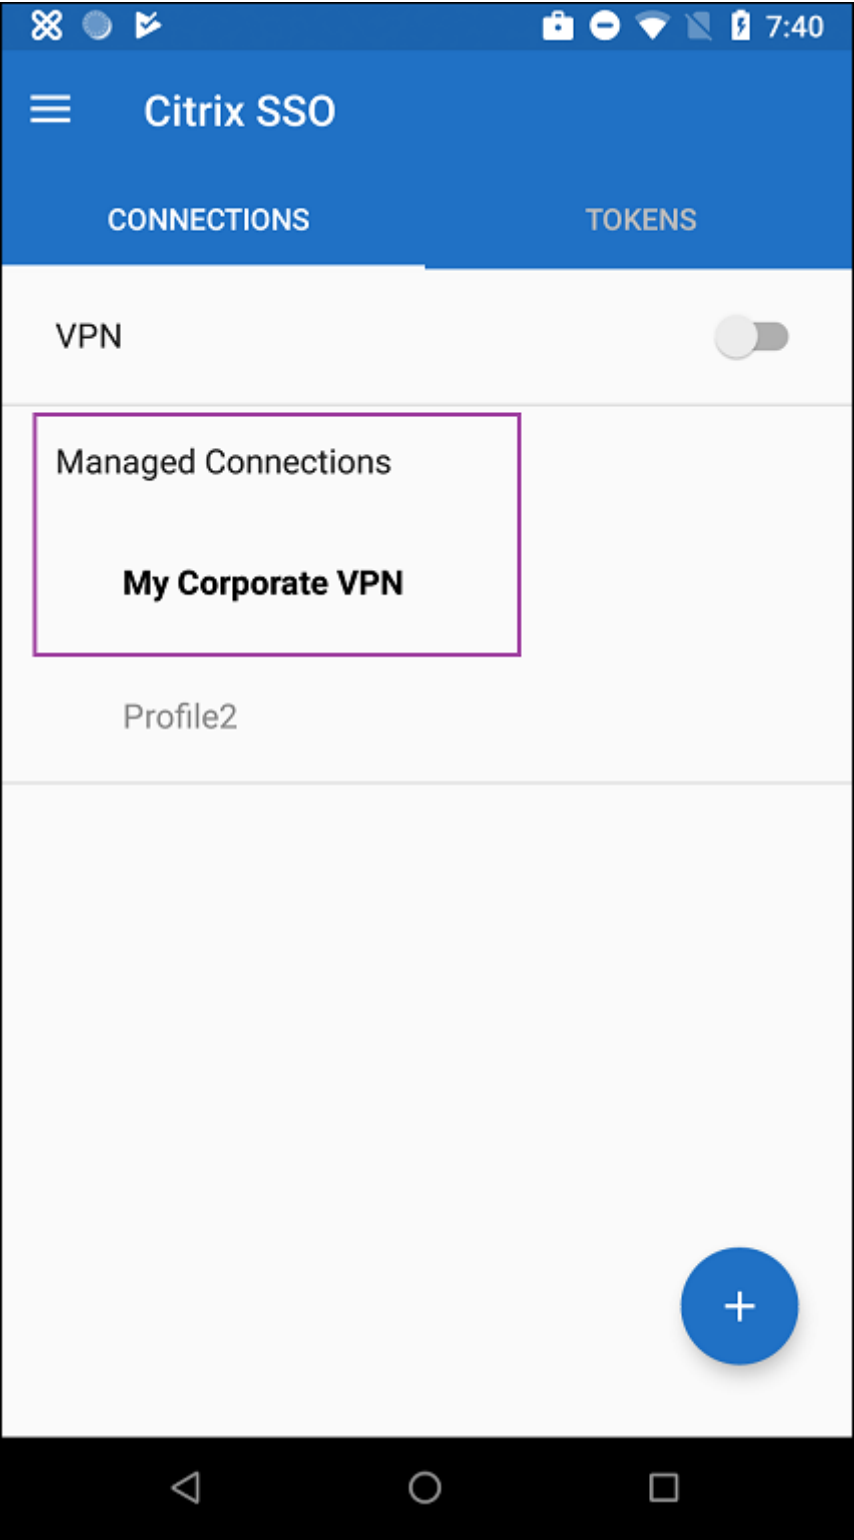 7:40
Citrix SSO
CONNECTIONS TOKENS
VPN
Managed Connections
My Corporate VPN
Profile2